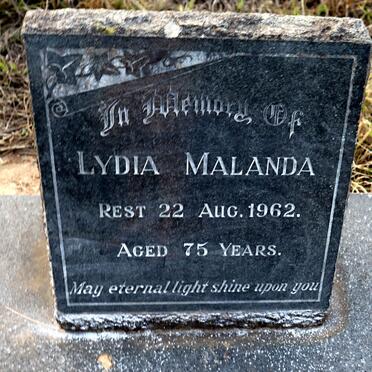 In Memory Of
LYDIA MALANDA
REST 22 AUG. 1962.
AGED 75 YEARS.
May eternal light shine upon you